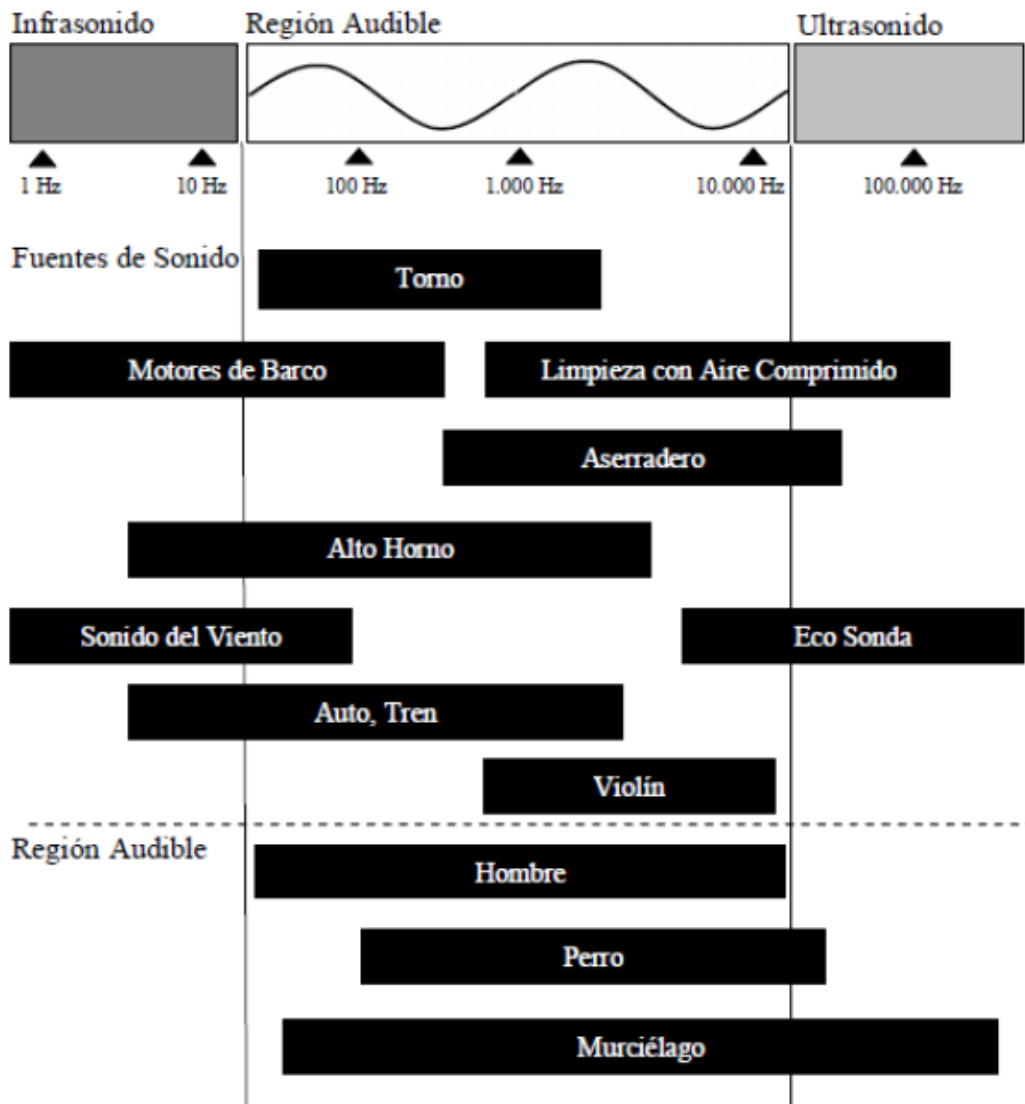 Infrasonido Región Audible Ultrasonido
1 Hz 10 Hz 100 Hz 1.000 Hz 10.000 Hz 100.000 Hz
Fuentes de Sonido
Torno
Motores de Barco Limpieza con Aire Comprimido
Aserradero
Alto Horno
Sonido del Viento Eco Sonda
Auto, Tren
Violín
Región Audible
Hombre
Perro
Murciélago